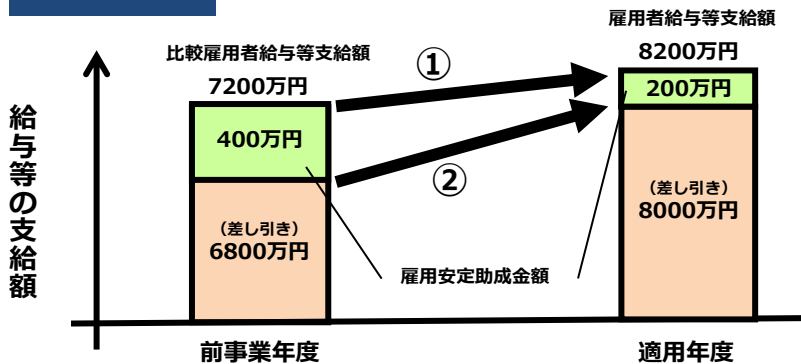 雇用者給与等支給額
8200万円
比較雇用者給与等支給額
7200万円
①
200万円
400万円
②
(差し引き)
6800万円
(差し引き)
8000万円
雇用安定助成金額
給与等の支給額
前事業年度
適用年度